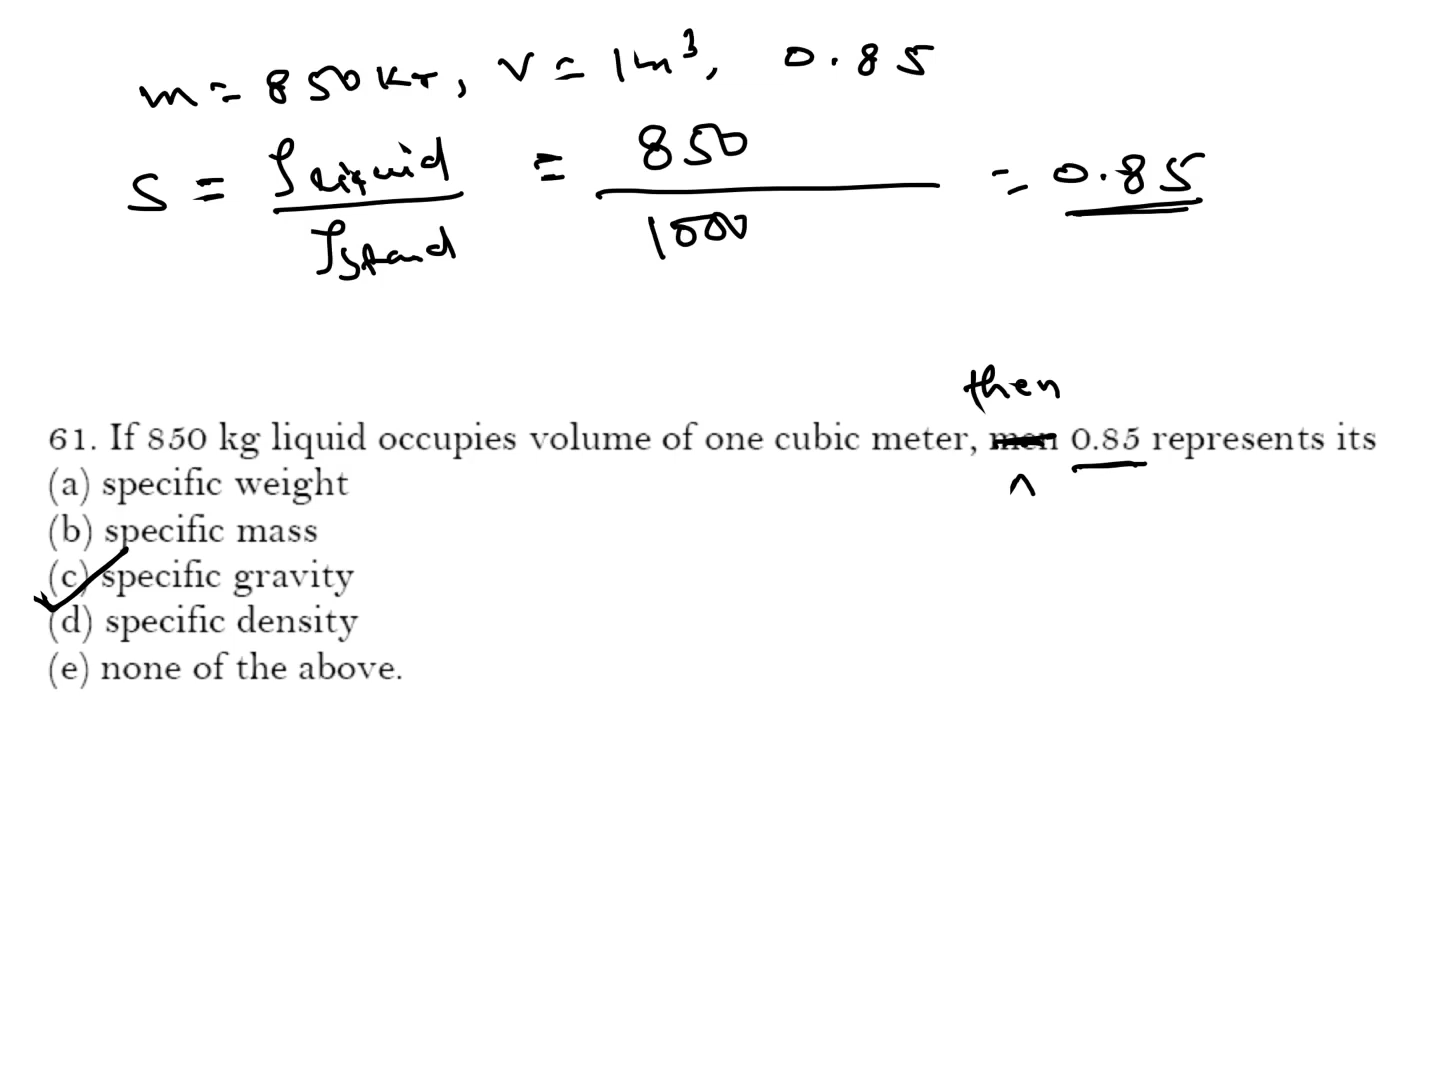 m = 850 kg, V = 1m³, 0.85
S = ρliquid / ρstand = 850 / 1000 = 0.85
then
61. If 850 kg liquid occupies volume of one cubic meter, men 0.85 represents its
(a) specific weight
(b) specific mass
(c) specific gravity
(d) specific density
(e) none of the above.